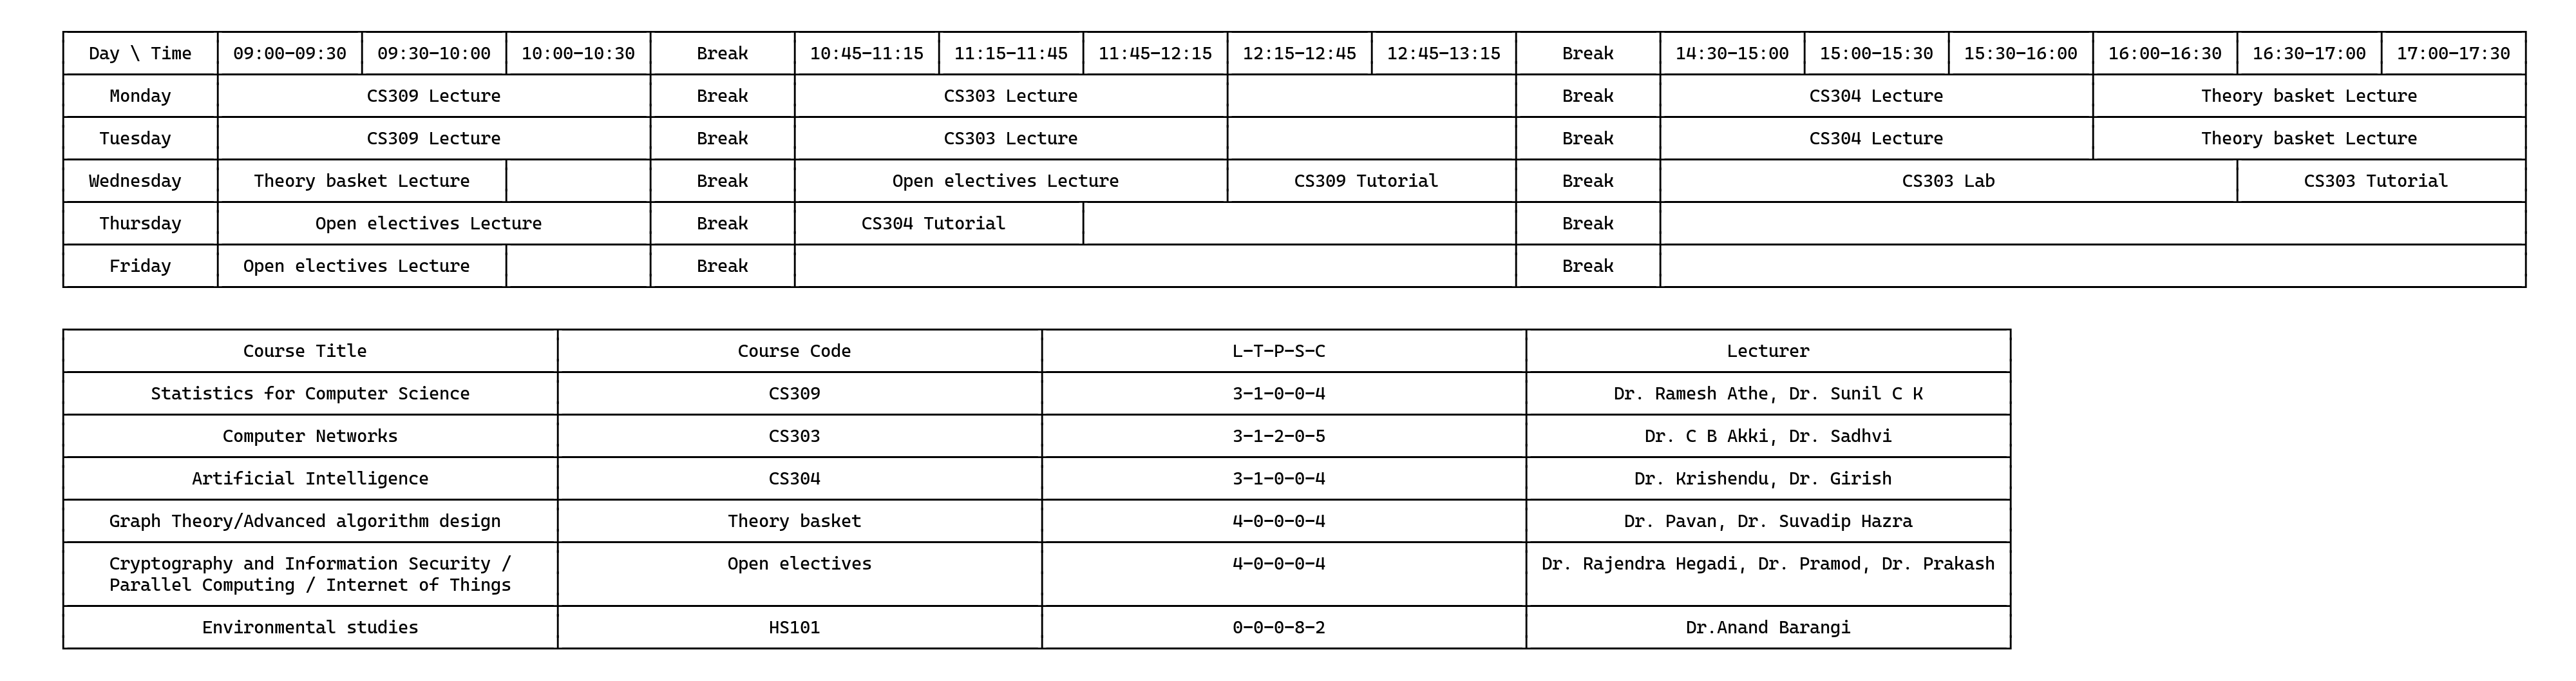 Day \ Time 09:00-09:30 09:30-10:00 10:00-10:30 Break 10:45-11:15 11:15-11:45 11:45-12:15 12:15-12:45 12:45-13:15 Break 14:30-15:00 15:00-15:30 15:30-16:00 16:00-16:30 16:30-17:00 17:00-17:30
Monday CS309 Lecture Break CS303 Lecture Break CS304 Lecture Theory basket Lecture
Tuesday CS309 Lecture Break CS303 Lecture Break CS304 Lecture Theory basket Lecture
Wednesday Theory basket Lecture Break Open electives Lecture CS309 Tutorial Break CS303 Lab CS303 Tutorial
Thursday Open electives Lecture Break CS304 Tutorial Break
Friday Open electives Lecture Break Break
Course Title Course Code L-T-P-S-C Lecturer
Statistics for Computer Science CS309 3-1-0-0-4 Dr. Ramesh Athe, Dr. Sunil C K
Computer Networks CS303 3-1-2-0-5 Dr. C B Akki, Dr. Sadhvi
Artificial Intelligence CS304 3-1-0-0-4 Dr. Krishendu, Dr. Girish
Graph Theory/Advanced algorithm design Theory basket 4-0-0-0-4 Dr. Pavan, Dr. Suvadip Hazra
Cryptography and Information Security / Open electives 4-0-0-0-4 Dr. Rajendra Hegadi, Dr. Pramod, Dr. Prakash
Parallel Computing / Internet of Things
Environmental studies HS101 0-0-0-8-2 Dr.Anand Barangi